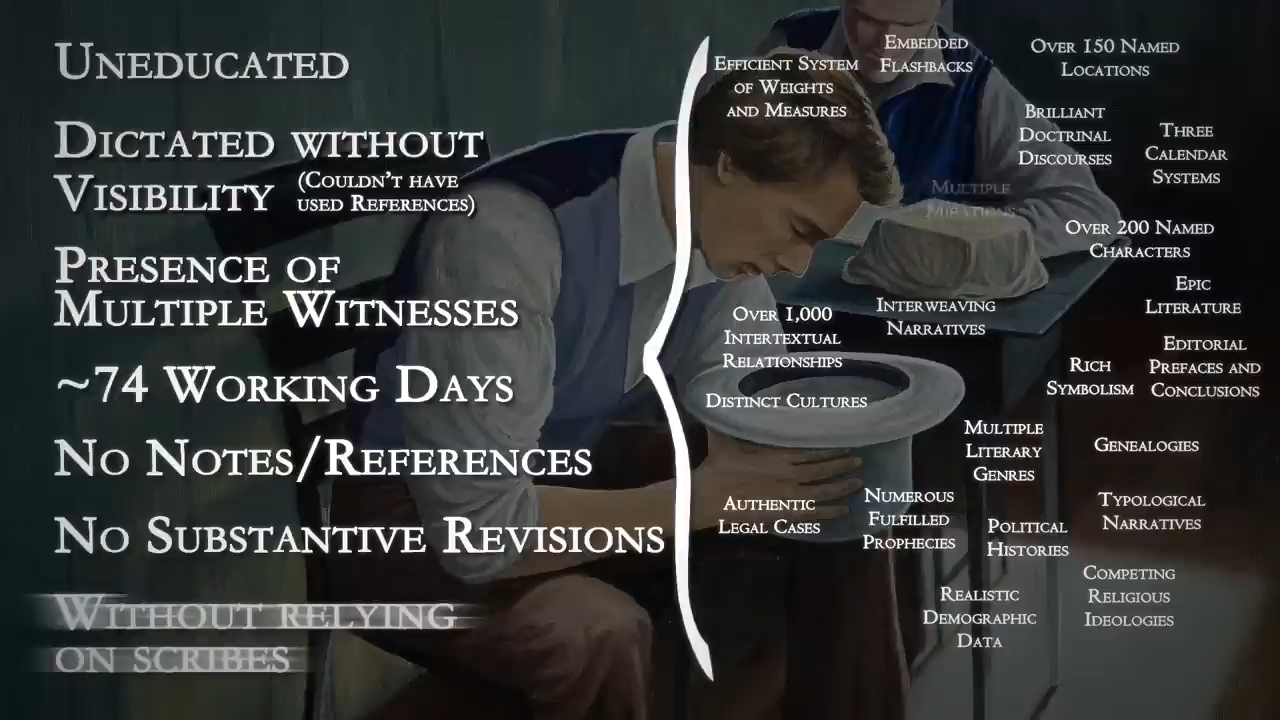 Uneducated
Dictated without
Visibility (Couldn't have
used References)
Presence of
Multiple Witnesses
~74 Working Days
No Notes/References
No Substantive Revisions
Without relying
on scribes
Efficient System
of Weights
and Measures
Embedded
Flashbacks
Over 150 Named
Locations
Brilliant
Doctrinal
Discourses
Three
Calendar
Systems
Multiple
Over 200 Named
Characters
Epic
Literature
Over 1,000
Intertextual
Relationships
Interweaving
Narratives
Editorial
Prefaces and
Conclusions
Rich
Symbolism
Distinct Cultures
Multiple
Literary
Genres
Genealogies
Authentic
Legal Cases
Numerous
Fulfilled
Prophecies
Political
Histories
Typological
Narratives
Competing
Religious
Ideologies
Realistic
Demographic
Data